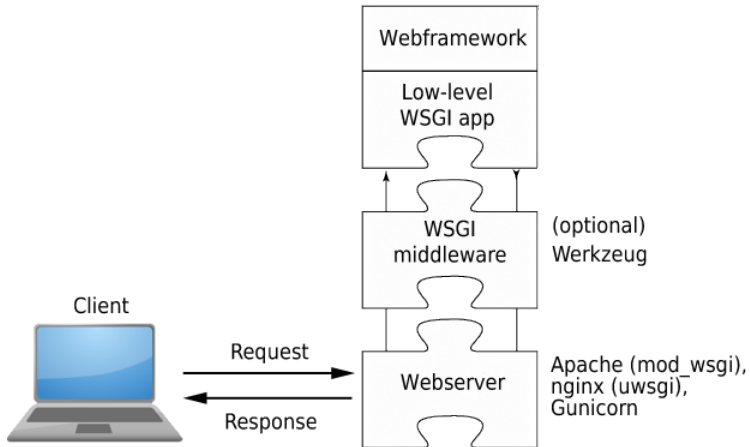 Webframework
Low-level
WSGI app
WSGI
middleware
(optional)
Werkzeug
Client
Request
Response
Webserver
Apache (mod_wsgi),
nginx (uwsgi),
Gunicorn